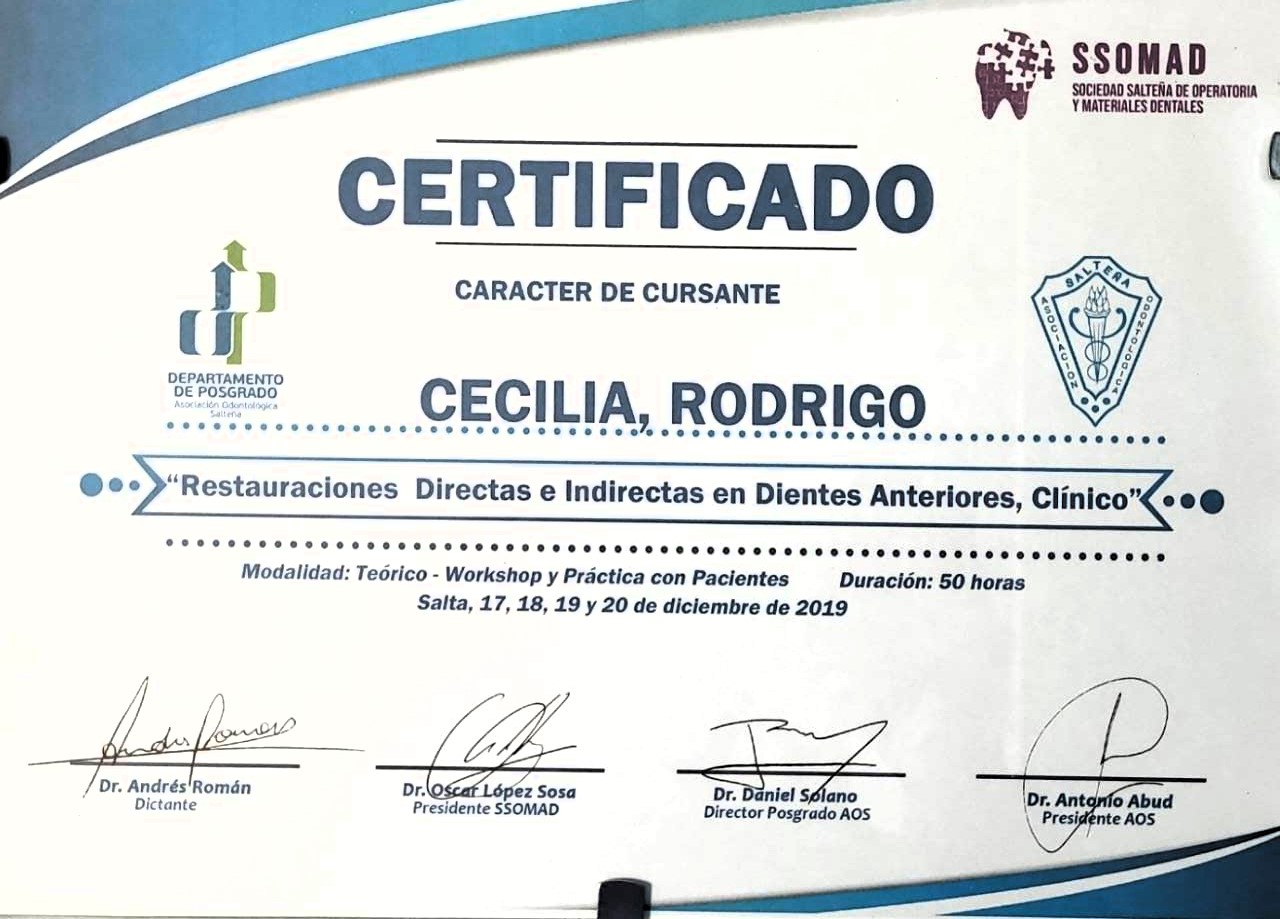 SSOMAD
SOCIEDAD SALTEÑA DE OPERATORIA
Y MATERIALES DENTALES
CERTIFICADO
CARACTER DE CURSANTE
DEPARTAMENTO
DE POSGRADO
Asociación Odontológica
Salteña
ASOCIACION SALTEÑA ODONTOLOGICA
CECILIA, RODRIGO
“Restauraciones Directas e Indirectas en Dientes Anteriores, Clínico”
Modalidad: Teórico - Workshop y Práctica con Pacientes Duración: 50 horas
Salta, 17, 18, 19 y 20 de diciembre de 2019
Dr. Andrés Román
Dictante
Dr. Oscar López Sosa
Presidente SSOMAD
Dr. Daniel Solano
Director Posgrado AOS
Dr. Antonio Abud
Presidente AOS